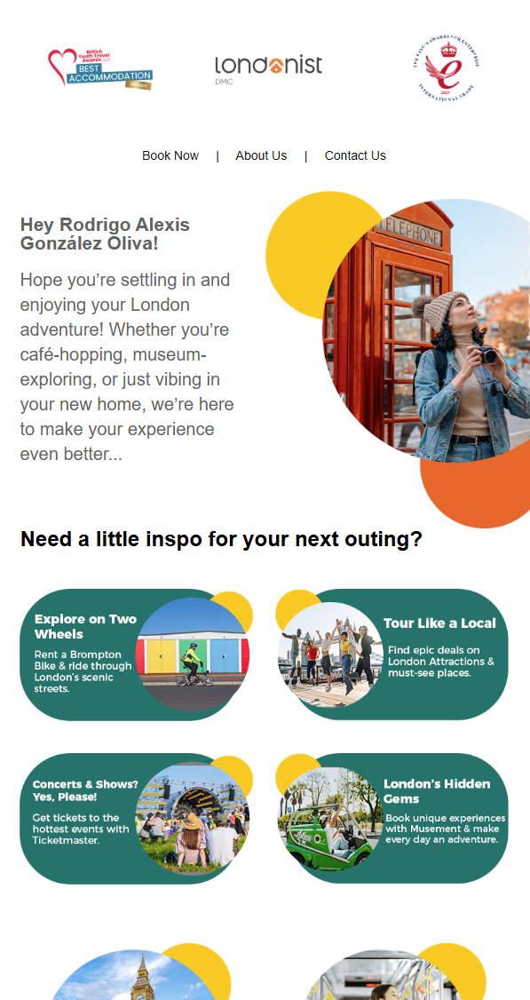 British
Youth Travel
Awards 2025
BEST
ACCOMMODATION
WINNER
londonist
DMC
THE KING'S AWARDS FOR ENTERPRISE
INTERNATIONAL TRADE
2025
Book Now | About Us | Contact Us
Hey Rodrigo Alexis
González Oliva!
Hope you’re settling in and
enjoying your London
adventure! Whether you’re
café-hopping, museum-
exploring, or just vibing in
your new home, we’re here
to make your experience
even better...
TELEPHONE
Need a little inspo for your next outing?
Explore on Two
Wheels
Rent a Brompton
Bike & ride through
London’s scenic
streets.
Tour Like a Local
Find epic deals on
London Attractions &
must-see places.
Concerts & Shows?
Yes, Please!
Get tickets to the
hottest events with
Ticketmaster.
London’s Hidden
Gems
Book unique experiences
with Musement & make
every day an adventure.